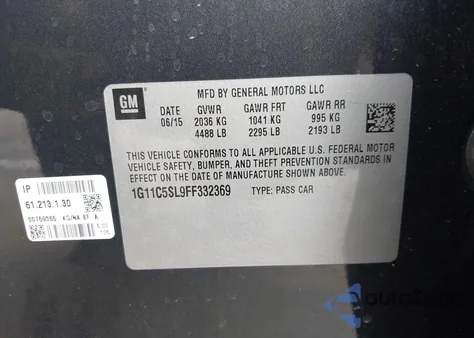 GM
MFD BY GENERAL MOTORS LLC
DATE GVWR GAWR FRT GAWR RR
06/15 2036 KG 1041 KG 995 KG
4488 LB 2295 LB 2193 LB
THIS VEHICLE CONFORMS TO ALL APPLICABLE U.S. FEDERAL MOTOR
VEHICLE SAFETY, BUMPER, AND THEFT PREVENTION STANDARDS IN
EFFECT ON THE DATE OF MANUFACTURE SHOWN ABOVE.
1G11C5SL9FF332369 TYPE: PASS CAR
IP
61.213.1.30